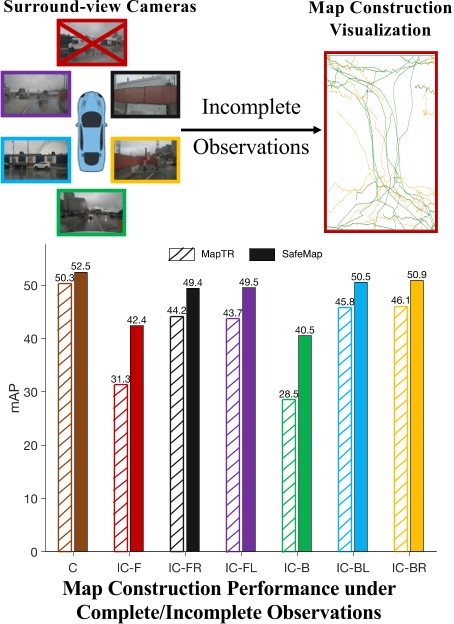 Surround-view Cameras
Map Construction
Visualization
Incomplete
Observations
MapTR
SafeMap
50.3
52.5
31.3
42.4
44.2
49.4
43.7
49.5
28.5
40.5
45.8
50.5
46.1
50.9
mAP
50
40
30
20
10
0
C
IC-F
IC-FR
IC-FL
IC-B
IC-BL
IC-BR
Map Construction Performance under
Complete/Incomplete Observations